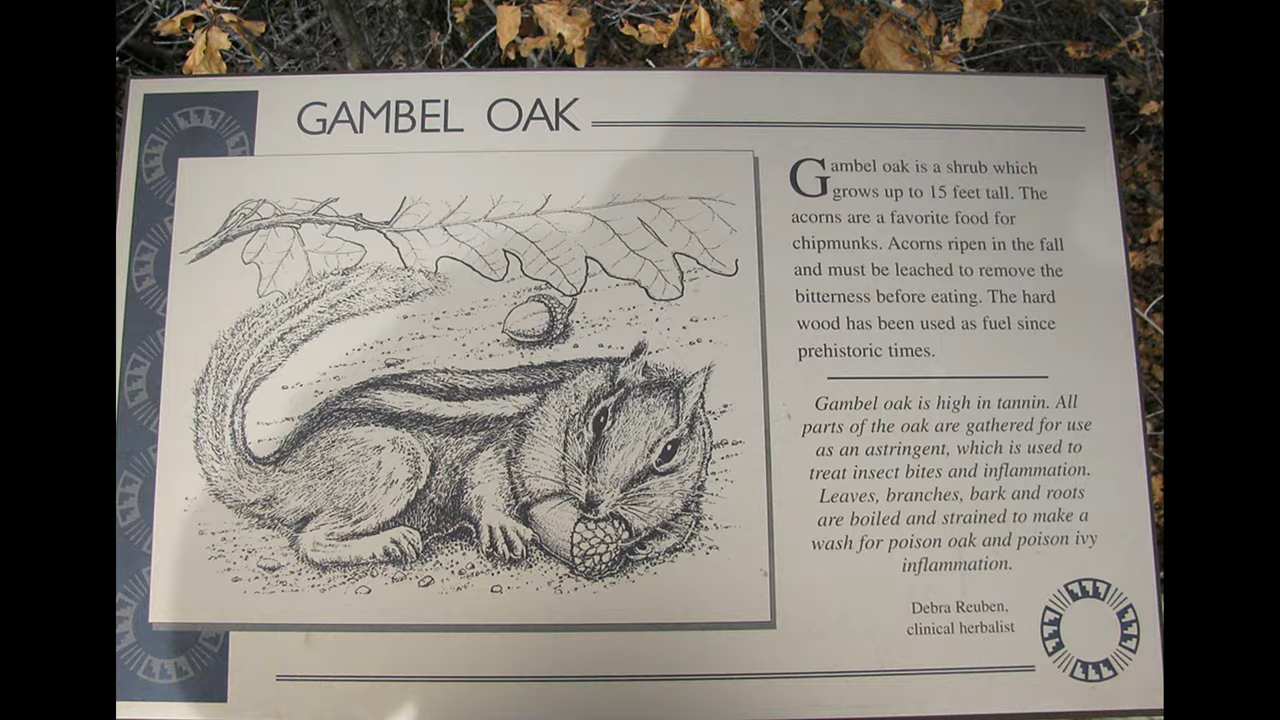 GAMBEL OAK
Gambel oak is a shrub which
grows up to 15 feet tall. The
acorns are a favorite food for
chipmunks. Acorns ripen in the fall
and must be leached to remove the
bitterness before eating. The hard
wood has been used as fuel since
prehistoric times.
Gambel oak is high in tannin. All
parts of the oak are gathered for use
as an astringent, which is used to
treat insect bites and inflammation.
Leaves, branches, bark and roots
are boiled and strained to make a
wash for poison oak and poison ivy
inflammation.
Debra Reuben,
clinical herbalist